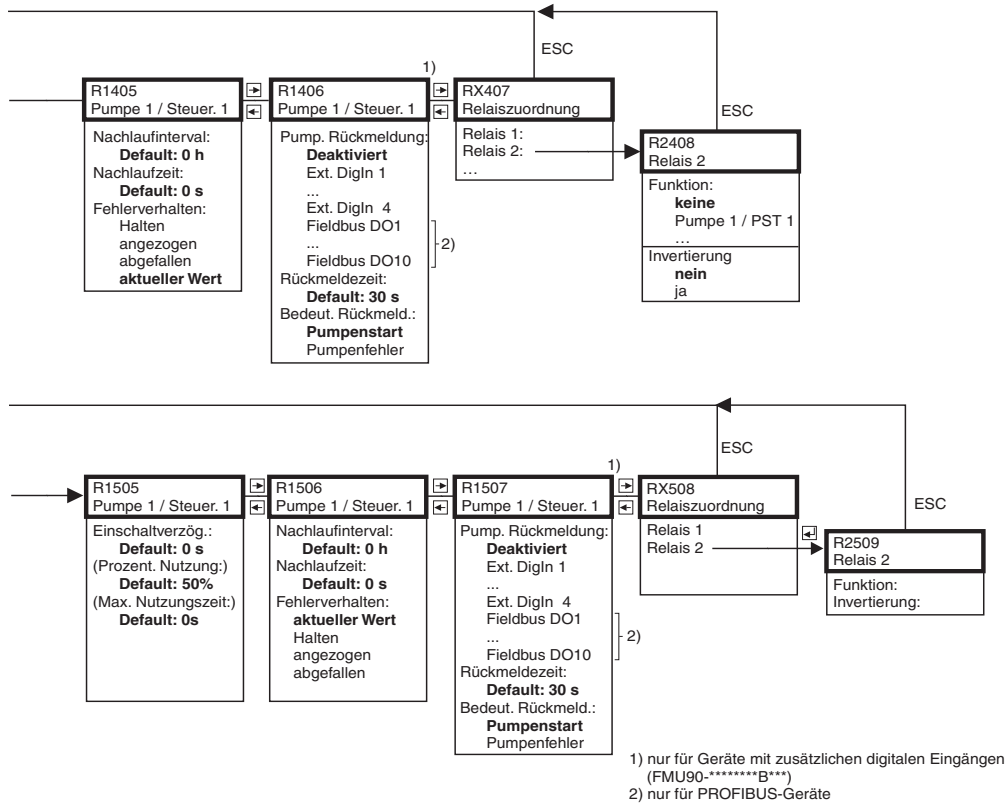 ESC
1)
R1405
Pumpe 1 / Steuer. 1
Nachlaufinterval:
Default: 0 h
Nachlaufzeit:
Default: 0 s
Fehlerverhalten:
Halten
angezogen
abgefallen
aktueller Wert
R1406
Pumpe 1 / Steuer. 1
Pump. Rückmeldung:
Deaktiviert
Ext. DigIn 1
...
Ext. DigIn 4
Fieldbus DO1
...
Fieldbus DO10
2)
Rückmeldezeit:
Default: 30 s
Bedeut. Rückmeld.:
Pumpenstart
Pumpenfehler
RX407
Relaiszuordnung
Relais 1:
Relais 2:
...
ESC
R2408
Relais 2
Funktion:
keine
Pumpe 1 / PST 1
...
Invertierung
nein
ja
ESC
1)
R1505
Pumpe 1 / Steuer. 1
Einschaltverzög.:
Default: 0 s
(Prozent. Nutzung:)
Default: 50%
(Max. Nutzungszeit:)
Default: 0s
R1506
Pumpe 1 / Steuer. 1
Nachlaufinterval:
Default: 0 h
Nachlaufzeit:
Default: 0 s
Fehlerverhalten:
aktueller Wert
Halten
angezogen
abgefallen
R1507
Pumpe 1 / Steuer. 1
Pump. Rückmeldung:
Deaktiviert
Ext. DigIn 1
...
Ext. DigIn 4
Fieldbus DO1
...
Fieldbus DO10
2)
Rückmeldezeit:
Default: 30 s
Bedeut. Rückmeld.:
Pumpenstart
Pumpenfehler
RX508
Relaiszuordnung
Relais 1
Relais 2
ESC
R2509
Relais 2
Funktion:
Invertierung:
1) nur für Geräte mit zusätzlichen digitalen Eingängen
(FMU90-********B***)
2) nur für PROFIBUS-Geräte